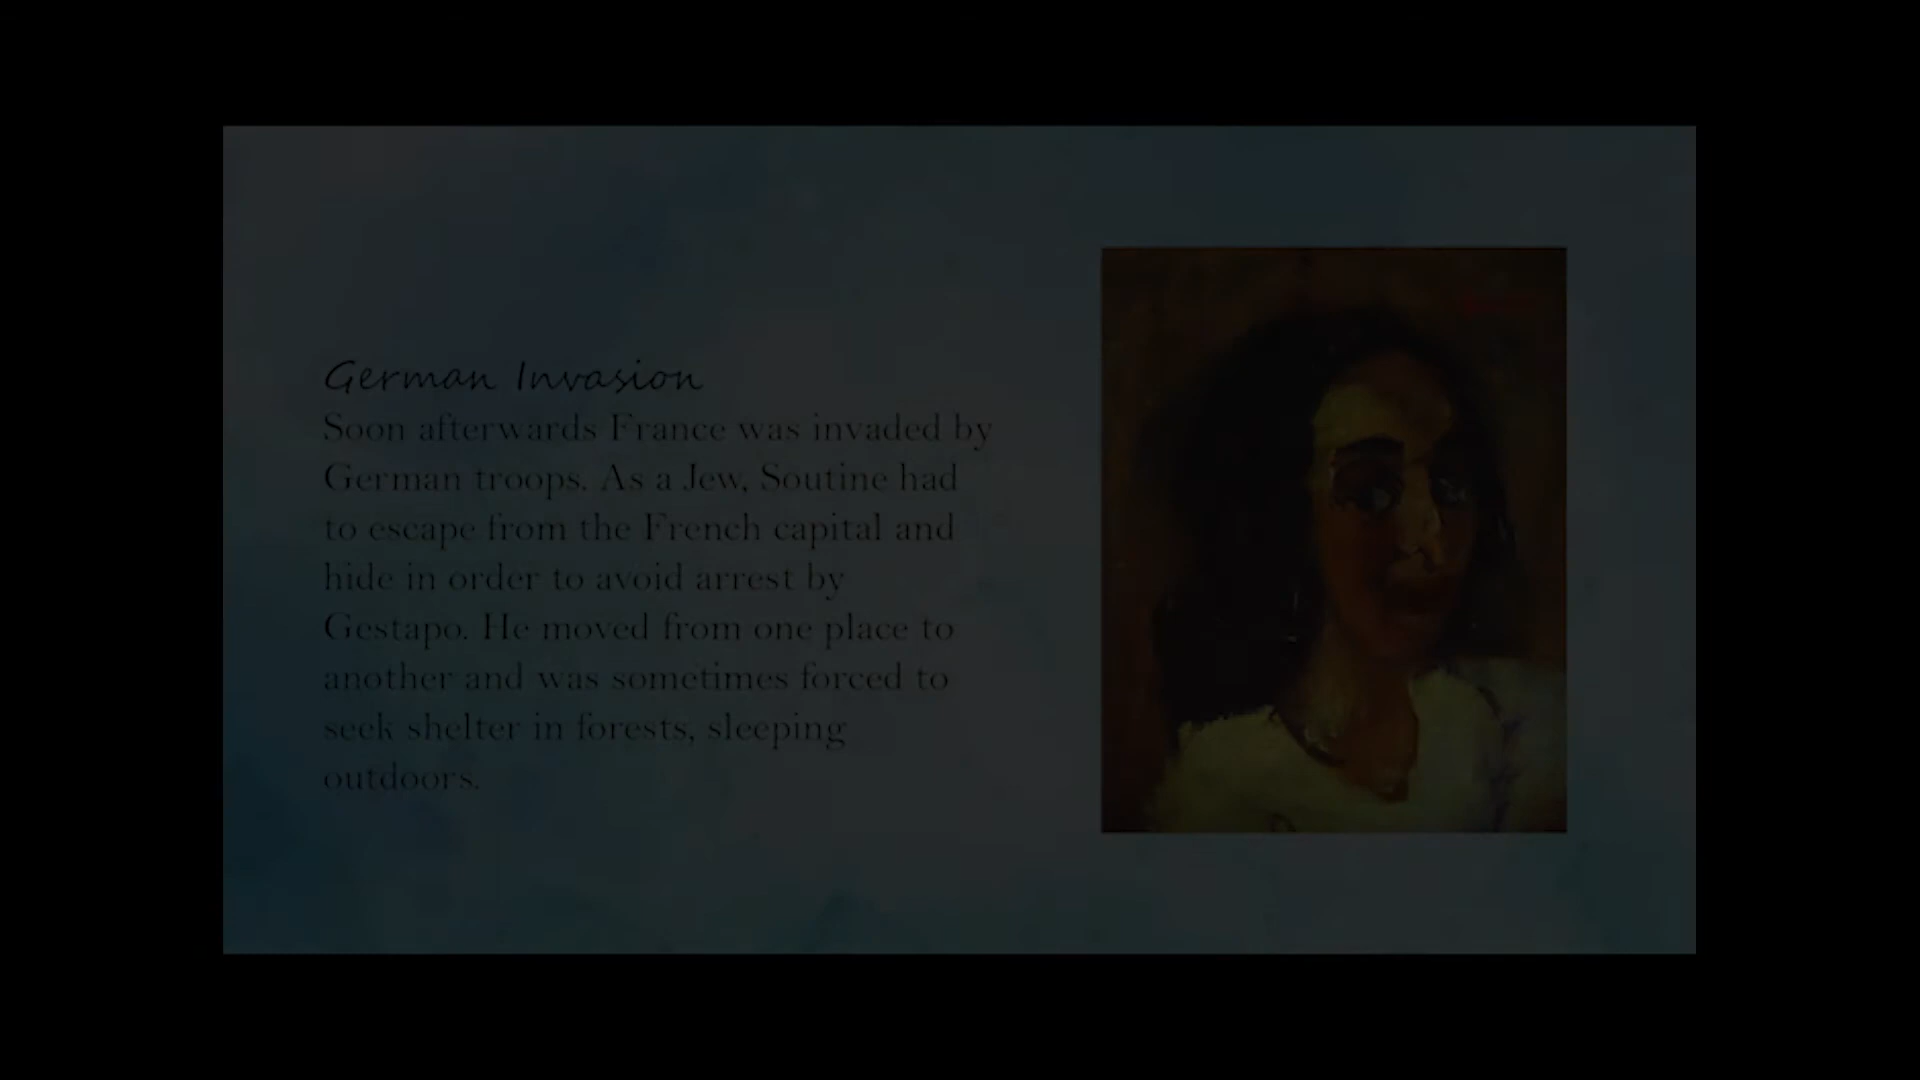 German Invasion
Soon afterwards France was invaded by
German troops. As a Jew, Soutine had
to escape from the French capital and
hide in order to avoid arrest by
Gestapo. He moved from one place to
another and was sometimes forced to
seek shelter in forests, sleeping
outdoors.